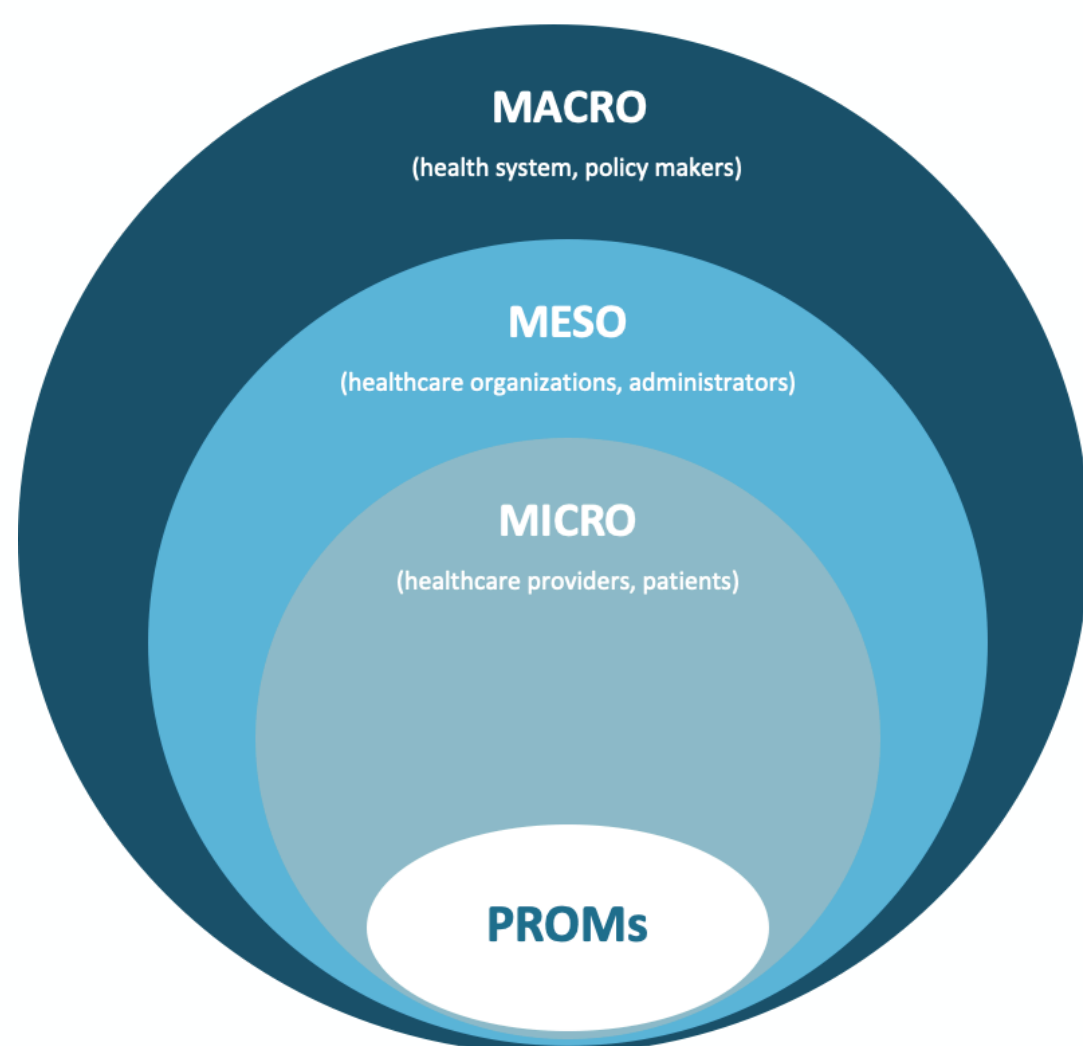 MACRO
(health system, policy makers)
MESO
(healthcare organizations, administrators)
MICRO
(healthcare providers, patients)
PROMs